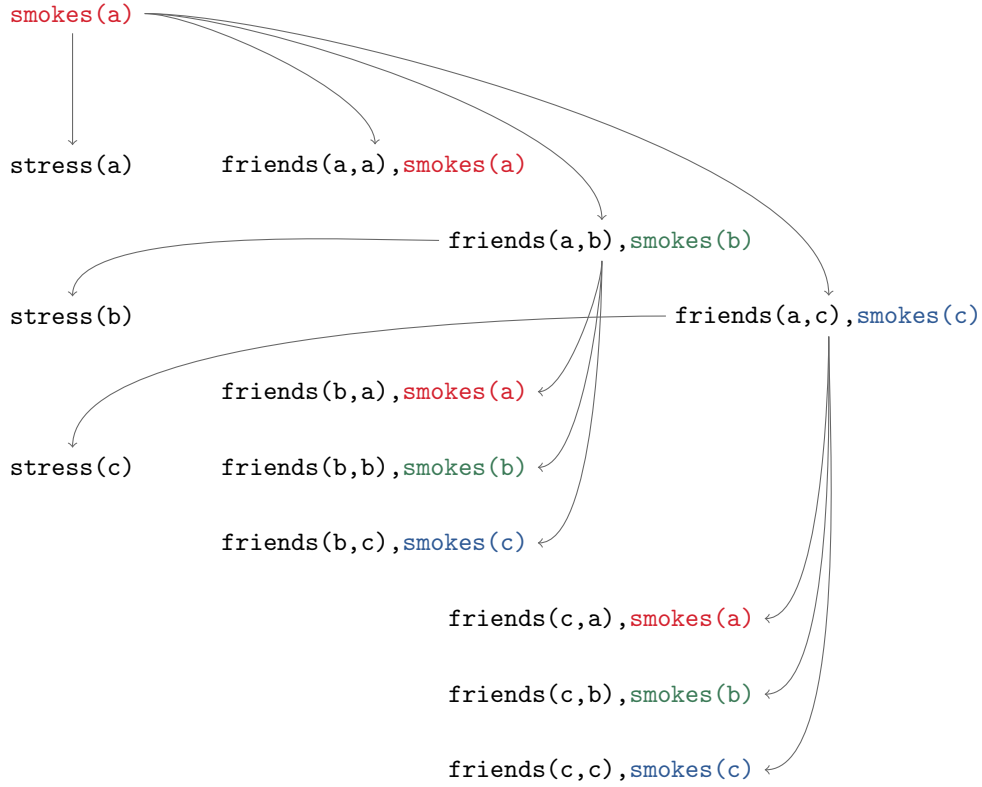 smokes(a)
stress(a) friends(a,a),smokes(a)
friends(a,b),smokes(b)
stress(b) friends(a,c),smokes(c)
friends(b,a),smokes(a)
stress(c) friends(b,b),smokes(b)
friends(b,c),smokes(c)
friends(c,a),smokes(a)
friends(c,b),smokes(b)
friends(c,c),smokes(c)